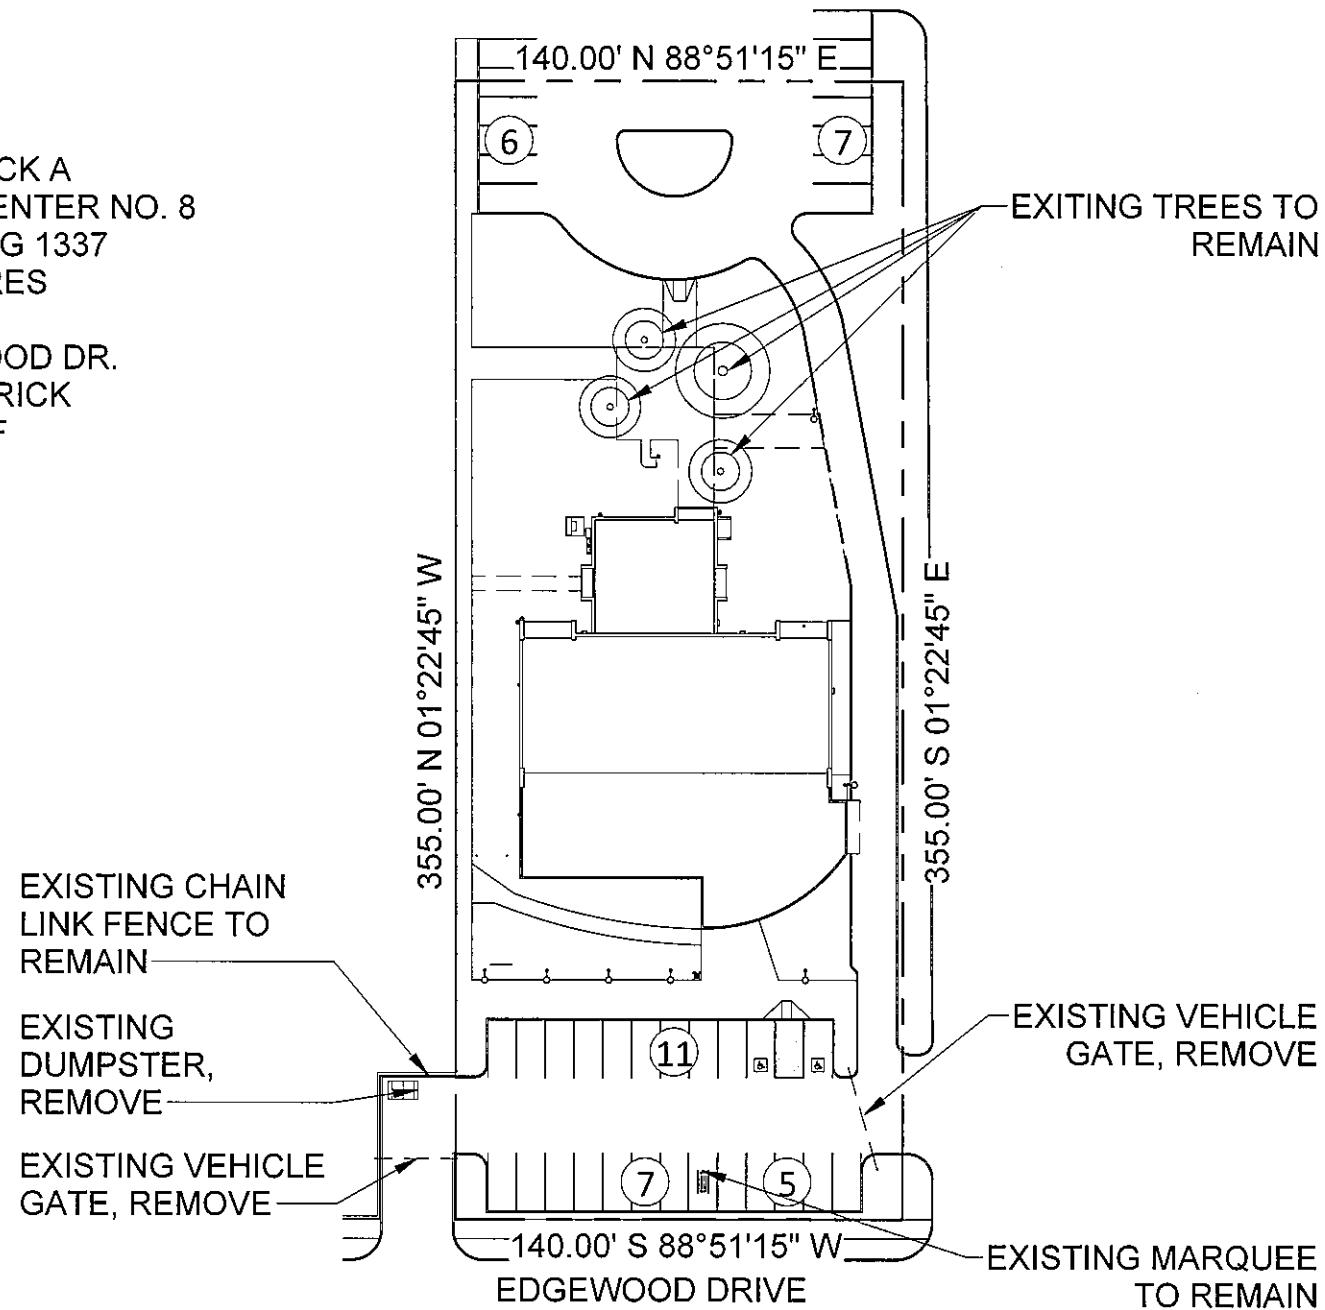 140.00' N 88°51'15" E
6
7
CK A
ENTER NO. 8
G 1337
RES
OOD DR.
RICK
F
EXITING TREES TO
REMAIN
355.00' N 01°22'45" W
355.00' S 01°22'45" E
EXISTING CHAIN
LINK FENCE TO
REMAIN
EXISTING
DUMPSTER,
REMOVE
EXISTING VEHICLE
GATE, REMOVE
11
EXISTING VEHICLE
GATE, REMOVE
7
5
140.00' S 88°51'15" W
EDGEWOOD DRIVE
EXISTING MARQUEE
TO REMAIN